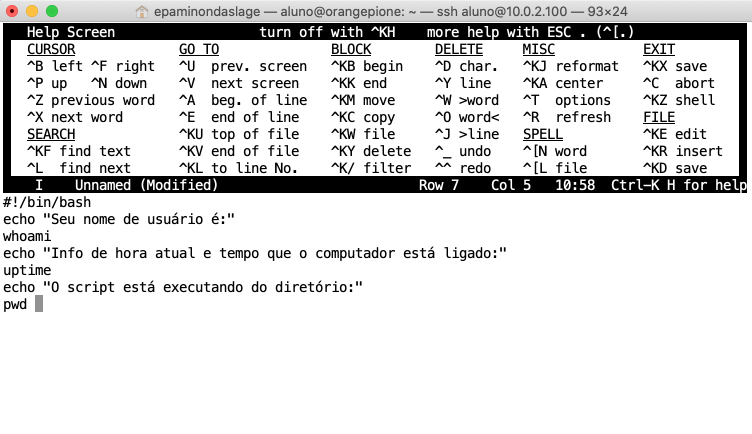 epaminondaslage — aluno@orangepione: ~ — ssh aluno@10.0.2.100 — 93×24
Help Screen turn off with ^KH more help with ESC . (^[.)
CURSOR GO TO BLOCK DELETE MISC EXIT
^B left ^F right ^U prev. screen ^KB begin ^D char. ^KJ reformat ^KX save
^P up ^N down ^V next screen ^KK end ^Y line ^KA center ^C abort
^Z previous word ^A beg. of line ^KM move ^W >word ^T options ^KZ shell
^X next word ^E end of line ^KC copy ^O word< ^R refresh FILE
SEARCH ^KU top of file ^KW file ^J >line SPELL ^KE edit
^KF find text ^KV end of file ^KY delete ^_ undo ^[N word ^KR insert
^L find next ^KL to line No. ^K/ filter ^^ redo ^[L file ^KD save
I Unnamed (Modified) Row 7 Col 5 10:58 Ctrl-K H for help
#!/bin/bash
echo "Seu nome de usuário é:"
whoami
echo "Info de hora atual e tempo que o computador está ligado:"
uptime
echo "O script está executando do diretório:"
pwd